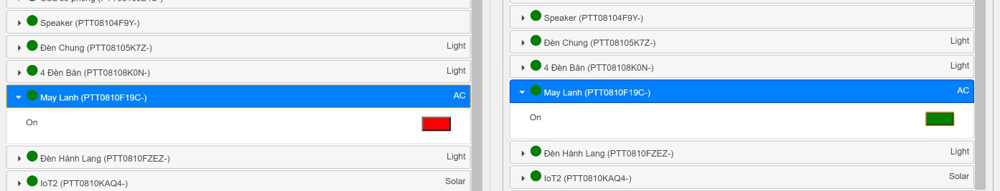 Speaker (PTT08104F9Y-)
Đèn Chung (PTT08105K7Z-) Light
4 Đèn Bàn (PTT08108K0N-) Light
May Lanh (PTT0810F19C-) AC
On
Đèn Hành Lang (PTT0810FZEZ-) Light
IoT2 (PTT0810KAQ4-) Solar
Speaker (PTT08104F9Y-)
Đèn Chung (PTT08105K7Z-) Light
4 Đèn Bàn (PTT08108K0N-) Light
May Lanh (PTT0810F19C-) AC
On
Đèn Hành Lang (PTT0810FZEZ-) Light
IoT2 (PTT0810KAQ4-) Solar